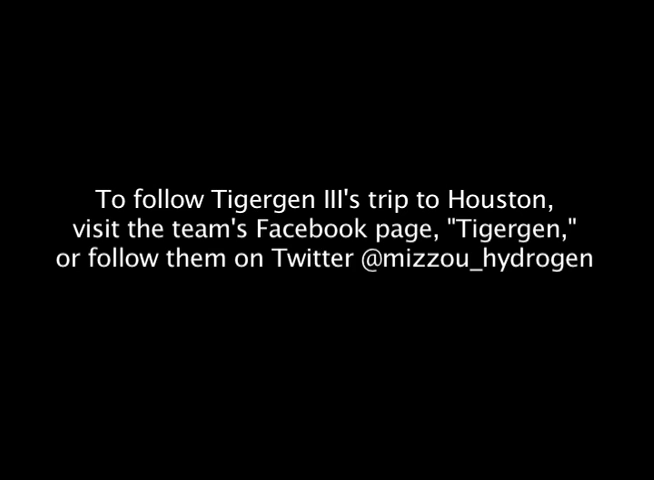 To follow Tigergen III's trip to Houston,
visit the team's Facebook page, "Tigergen,"
or follow them on Twitter @mizzou_hydrogen